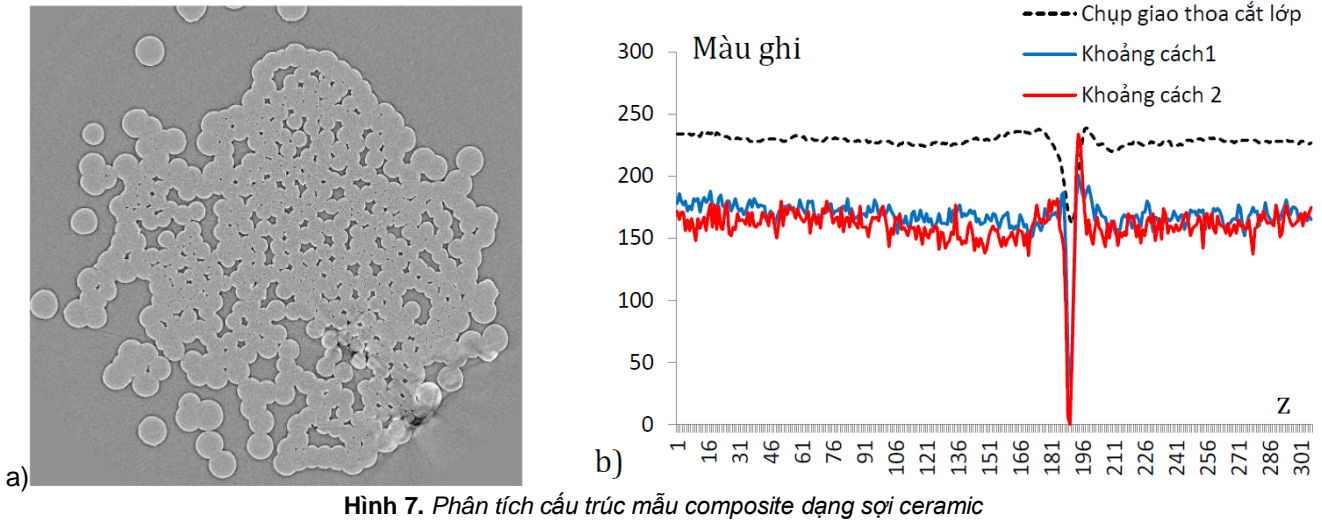 Chụp giao thoa cắt lớp
Khoảng cách1
Khoảng cách 2
Màu ghi
300
250
200
150
100
50
0
z
1 16 31 46 61 76 91 106 121 136 151 166 181 196 211 226 241 256 271 286 301
a)
b)
Hình 7. Phân tích cấu trúc mẫu composite dạng sợi ceramic